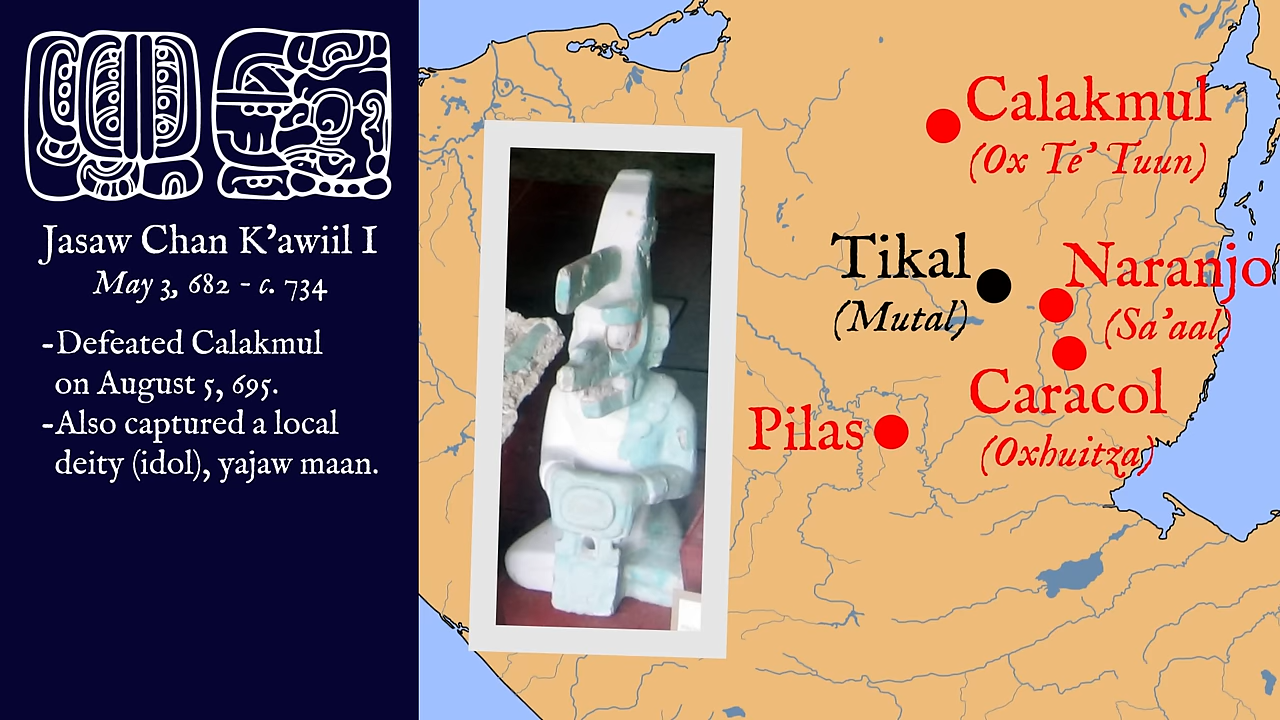 Jasaw Chan K'awiil I
May 3, 682 - c. 734
-Defeated Calakmul
on August 5, 695.
-Also captured a local
deity (idol), yajaw maan.
Calakmul
(Ox Te' Tuun)
Tikal
(Mutal)
Naranjo
(Sa'aal)
Caracol
(Oxhuitza)
Pilas